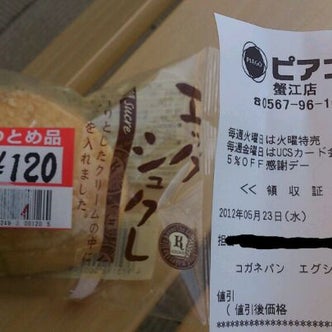 つとめ品
¥120
249 3 00120 5
Sucre
エッグ
シュクレ
りとしたクリームの中に
を入れました。
PIAGO
ピアゴ
蟹江店
☎0567-96-1
毎週火曜日は火曜特売
毎週金曜日はUCSカード
5%OFF感謝デー
<< 領収証
2012年05月23日(水)
コガネパン エグシ
値引
(値引後価格